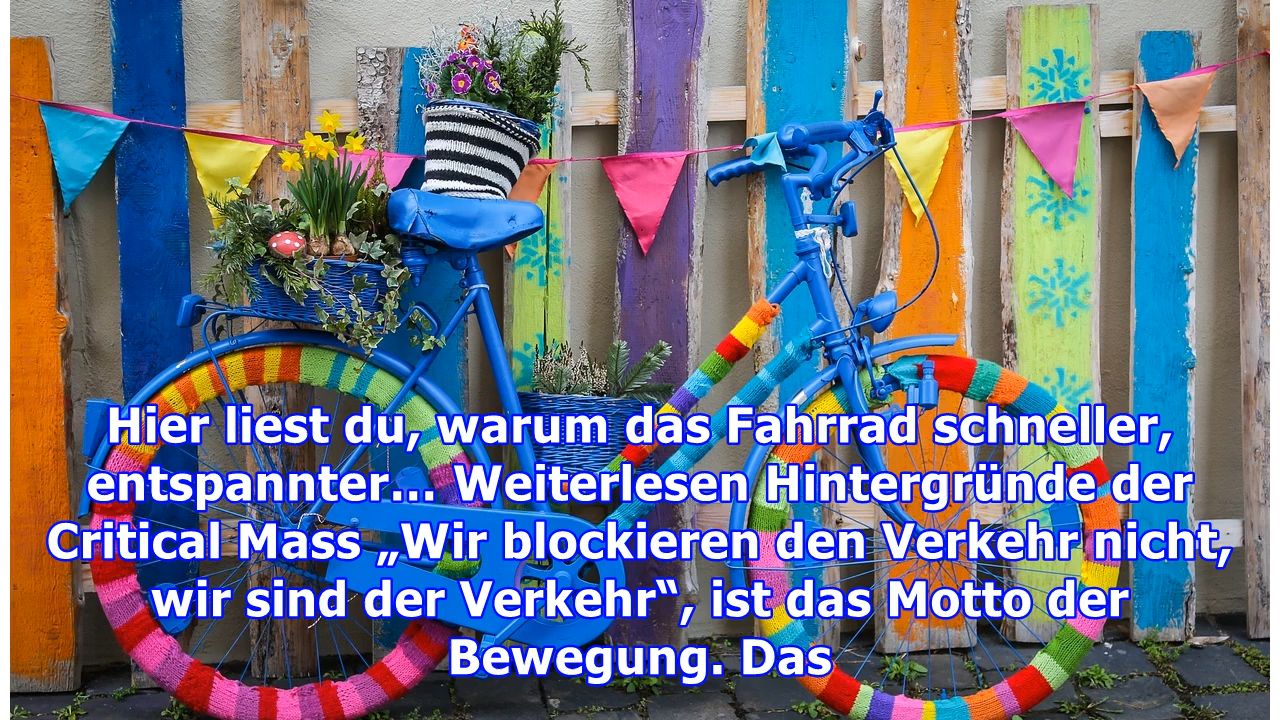 Hier liest du, warum das Fahrrad schneller,
entspannter... Weiterlesen Hintergründe der
Critical Mass „Wir blockieren den Verkehr nicht,
wir sind der Verkehr“, ist das Motto der
Bewegung. Das